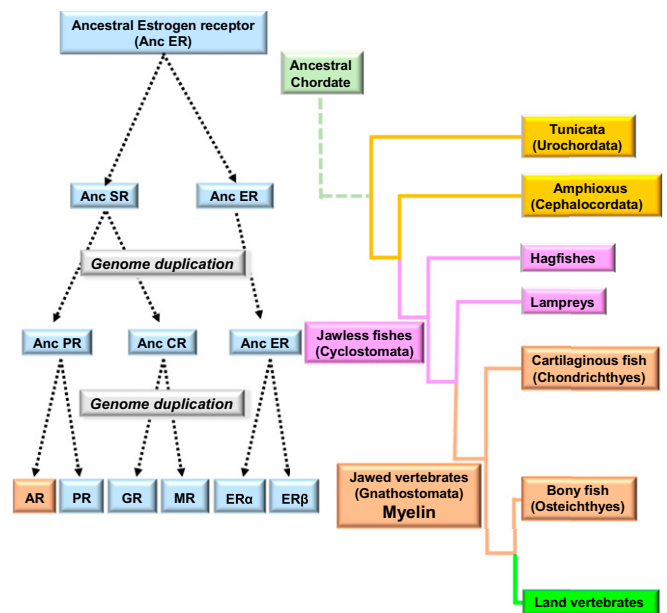 Ancestral Estrogen receptor
(Anc ER)
Anc SR
Anc ER
Genome duplication
Anc PR
Anc CR
Anc ER
Genome duplication
AR
PR
GR
MR
ERα
ERβ
Ancestral
Chordate
Tunicata
(Urochordata)
Amphioxus
(Cephalocordata)
Hagfishes
Lampreys
Jawless fishes
(Cyclostomata)
Cartilaginous fish
(Chondrichthyes)
Jawed vertebrates
(Gnathostomata)
Myelin
Bony fish
(Osteichthyes)
Land vertebrates